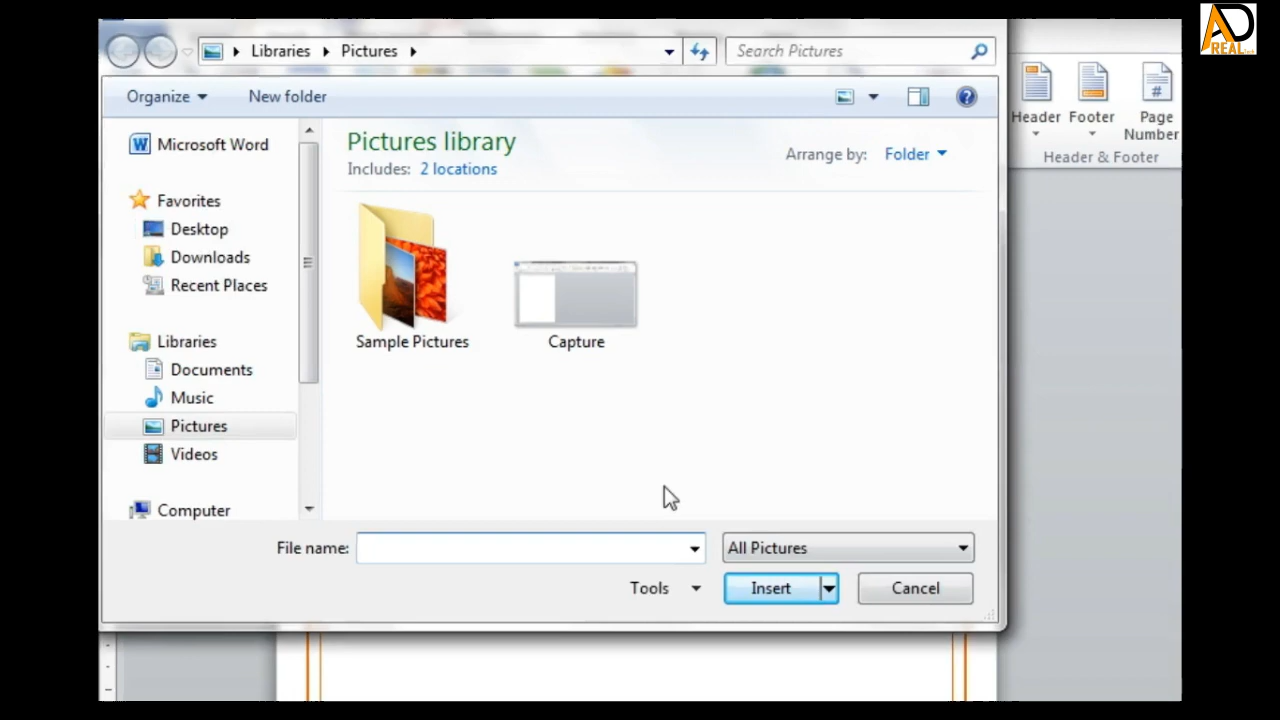 AD
REAL
Libraries
Pictures
Search Pictures
Organize
New folder
Microsoft Word
Favorites
Desktop
Downloads
Recent Places
Libraries
Documents
Music
Pictures
Videos
Computer
Pictures library
Includes: 2 locations
Arrange by: Folder
Sample Pictures
Capture
File name:
All Pictures
Tools
Insert
Cancel
Header
Footer
Page
Number
Header & Footer